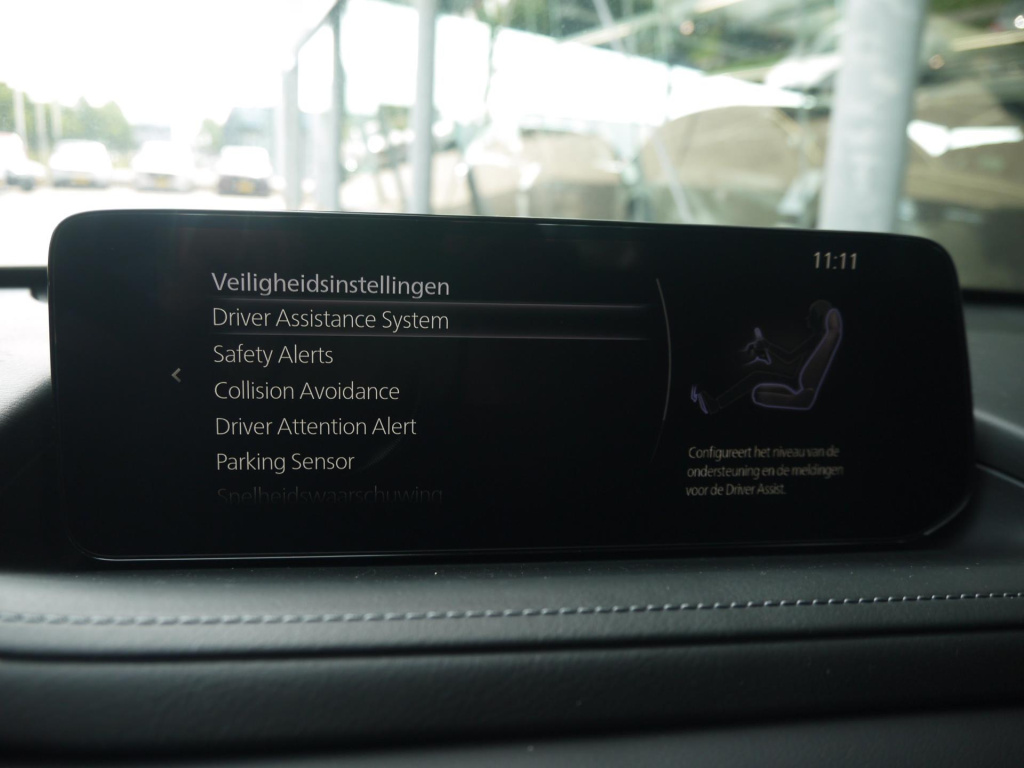 11:11
Veiligheidsinstellingen
Driver Assistance System
Safety Alerts
Collision Avoidance
Driver Attention Alert
Parking Sensor
Snelheidswaarschuwing
Configureert het niveau van de
ondersteuning en de meldingen
voor de Driver Assist.